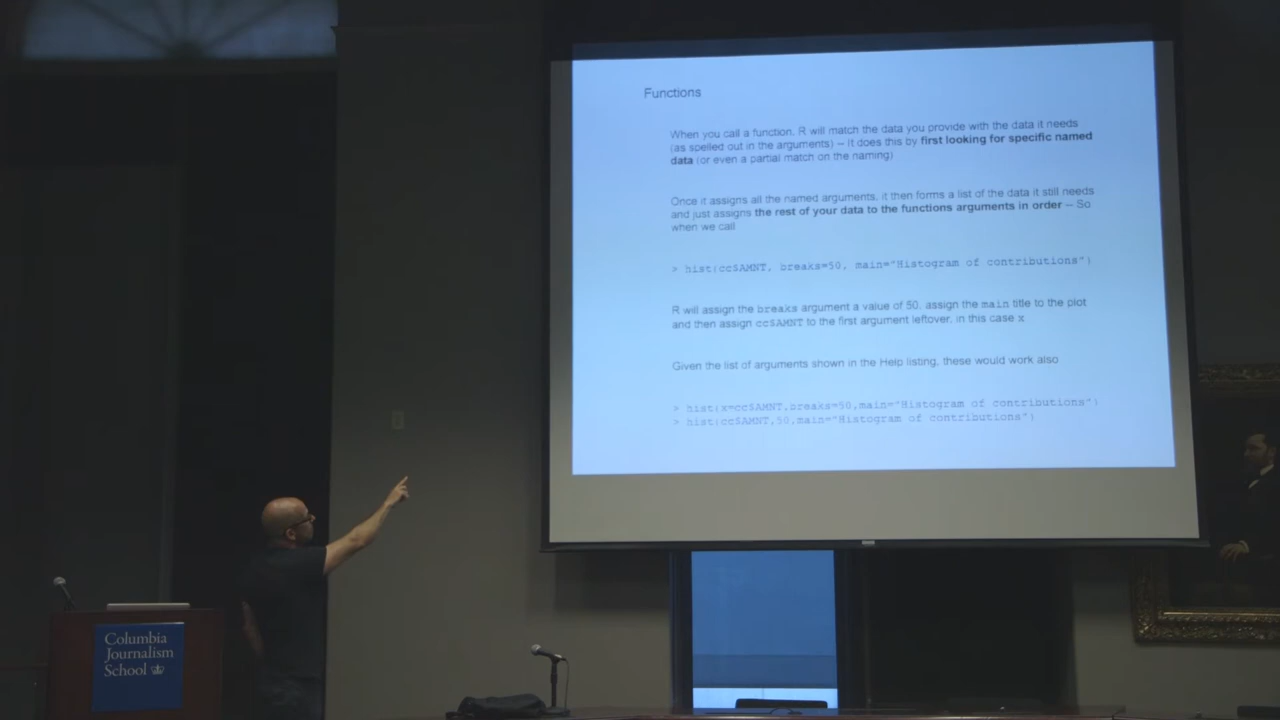 Functions
When you call a function, R will match the data you provide with the data it needs
(as spelled out in the arguments) -- It does this by first looking for specific named
data (or even a partial match on the naming)
Once it assigns all the named arguments, it then forms a list of the data it still needs
and just assigns the rest of your data to the functions arguments in order -- So
when we call
> hist(cc$AMNT, breaks=50, main="Histogram of contributions")
R will assign the breaks argument a value of 50, assign the main title to the plot
and then assign cc$AMNT to the first argument leftover, in this case x
Given the list of arguments shown in the Help listing, these would work also
> hist(x=cc$AMNT,breaks=50,main="Histogram of contributions")
> hist(cc$AMNT,50,main="Histogram of contributions")
Columbia
Journalism
School